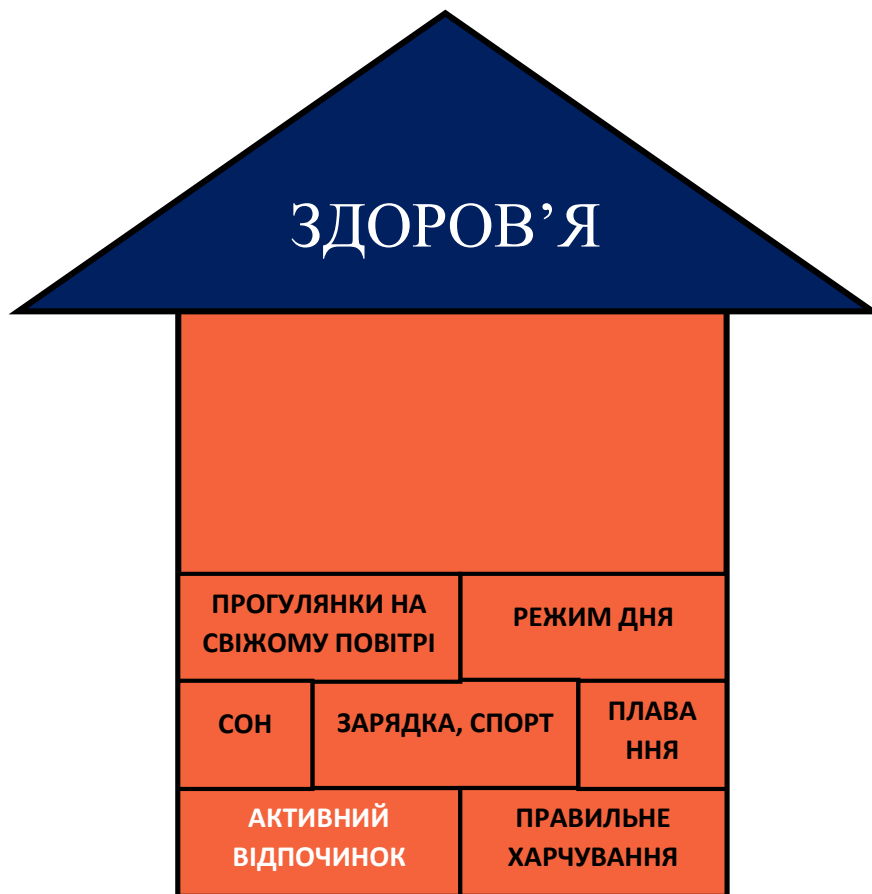 ЗДОРОВ’Я
ПРОГУЛЯНКИ НА
СВІЖОМУ ПОВІТРІ
РЕЖИМ ДНЯ
СОН
ЗАРЯДКА, СПОРТ
ПЛАВА
ННЯ
АКТИВНИЙ
ВІДПОЧИНОК
ПРАВИЛЬНЕ
ХАРЧУВАННЯ